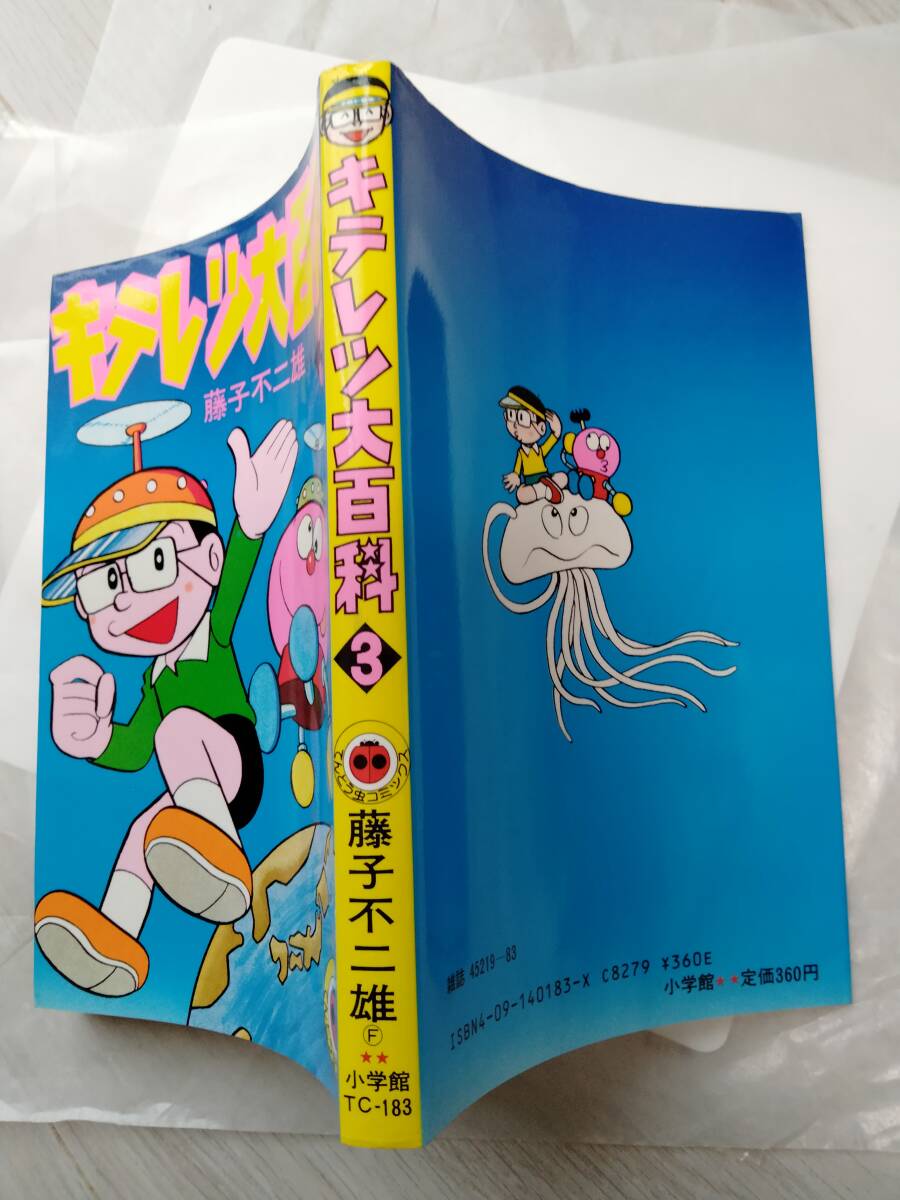 キテレツ大百
藤子不二雄
キテレツ大百科
3
てんとう虫コミックス
藤子不二雄
F
★★
小学館
TC-183
雑誌 45219-83
ISBN4-09-140183-X C8279 ¥360E
小学館★★定価360円